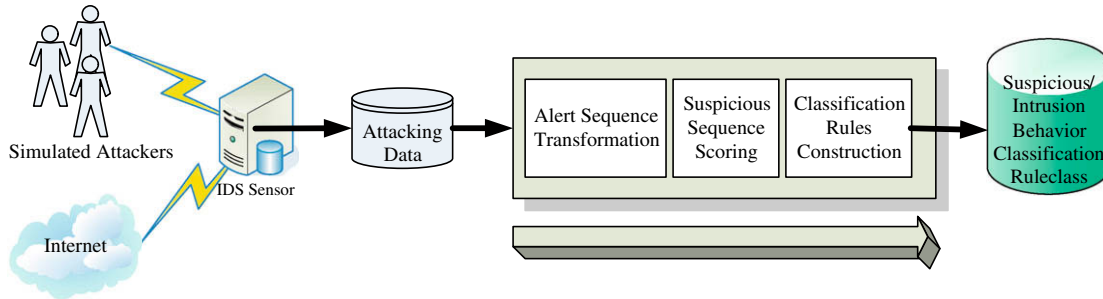 Simulated Attackers
Internet
IDS Sensor
Attacking
Data
Alert Sequence
Transformation
Suspicious
Sequence
Scoring
Classification
Rules
Construction
Suspicious/
Intrusion
Behavior
Classification
Ruleclass